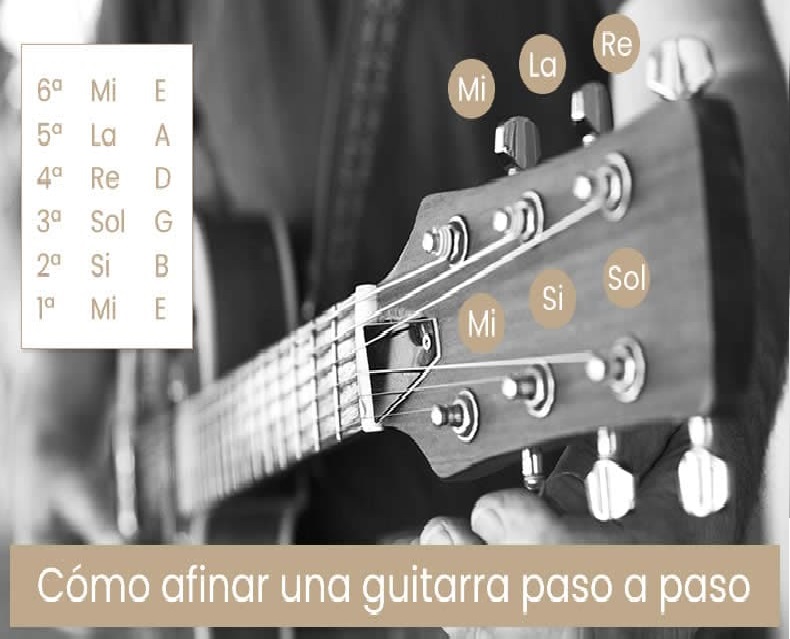 6ª Mi E
5ª La A
4ª Re D
3ª Sol G
2ª Si B
1ª Mi E
Mi La Re
Mi Si Sol
Cómo afinar una guitarra paso a paso